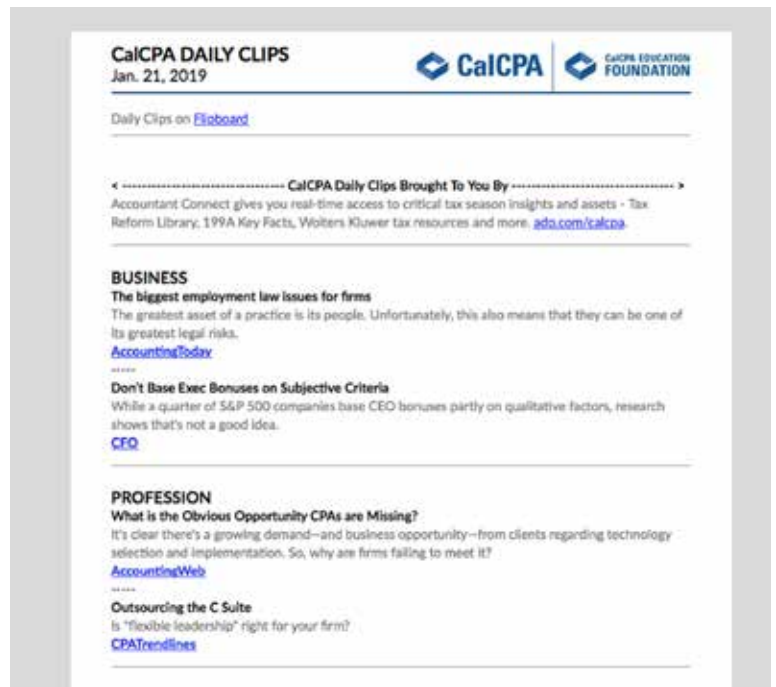 CalCPA DAILY CLIPS
Jan. 21, 2019
CalCPA
CalCPA EDUCATION
FOUNDATION
Daily Clips on Flipboard
< --------------------------------- CalCPA Daily Clips Brought To You By --------------------------------- >
Accountant Connect gives you real-time access to critical tax season insights and assets - Tax
Reform Library, 199A Key Facts, Wolters Kluwer tax resources and more. adp.com/calcpa.
BUSINESS
The biggest employment law issues for firms
The greatest asset of a practice is its people. Unfortunately, this also means that they can be one of
its greatest legal risks.
AccountingToday
-----
Don't Base Exec Bonuses on Subjective Criteria
While a quarter of S&P 500 companies base CEO bonuses partly on qualitative factors, research
shows that's not a good idea.
CFO
PROFESSION
What is the Obvious Opportunity CPAs are Missing?
It's clear there's a growing demand—and business opportunity—from clients regarding technology
selection and implementation. So, why are firms failing to meet it?
AccountingWeb
-----
Outsourcing the C Suite
Is "flexible leadership" right for your firm?
CPATrendlines